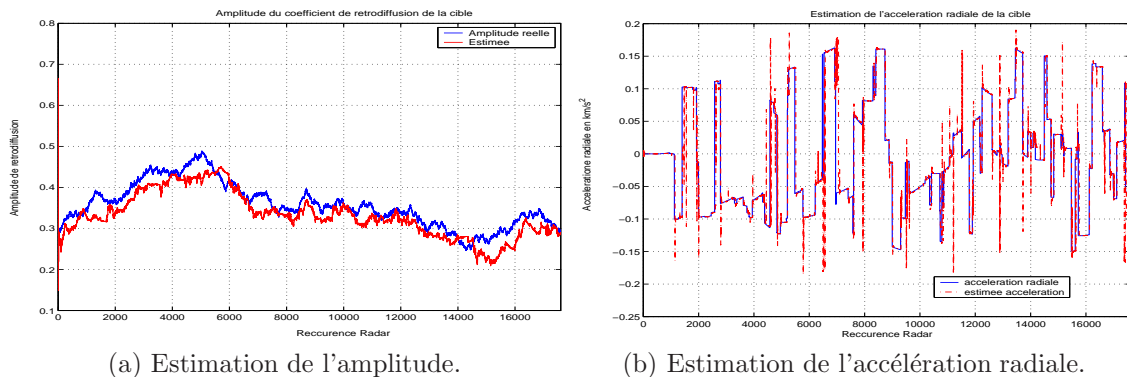 Amplitude du coefficient de retrodiffusion de la cible
0.8
0.7
0.6
0.5
0.4
0.3
0.2
0.1
Amplitude de retrodiffusion
Amplitude reelle
Estimee
0 2000 4000 6000 8000 10000 12000 14000 16000
Reccurence Radar
(a) Estimation de l'amplitude.
Estimation de l'acceleration radiale de la cible
0.2
0.15
0.1
0.05
0
−0.05
−0.1
−0.15
−0.2
−0.25
Acceleratione radiale en km/s²
acceleration radiale
estimee acceleration
0 2000 4000 6000 8000 10000 12000 14000 16000
Reccurence Radar
(b) Estimation de l'accélération radiale.